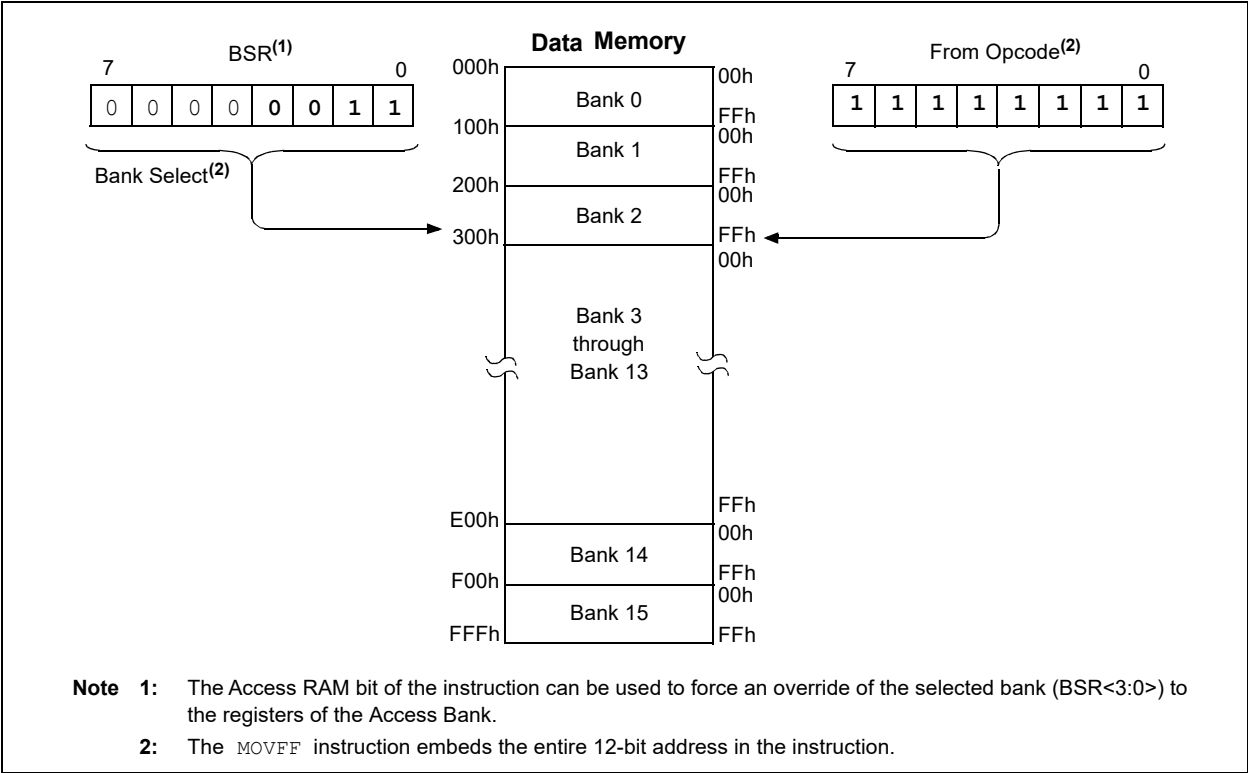 Data Memory
BSR(1)
From Opcode(2)
7 0
7 0
0 0 0 0 0 0 1 1
1 1 1 1 1 1 1 1
Bank Select(2)
000h
00h
Bank 0
FFh
100h
00h
Bank 1
FFh
200h
00h
Bank 2
FFh
300h
00h
Bank 3
through
Bank 13
FFh
E00h
00h
Bank 14
FFh
F00h
00h
Bank 15
FFFh
FFh
Note 1: The Access RAM bit of the instruction can be used to force an override of the selected bank (BSR<3:0>) to
the registers of the Access Bank.
2: The MOVFF instruction embeds the entire 12-bit address in the instruction.